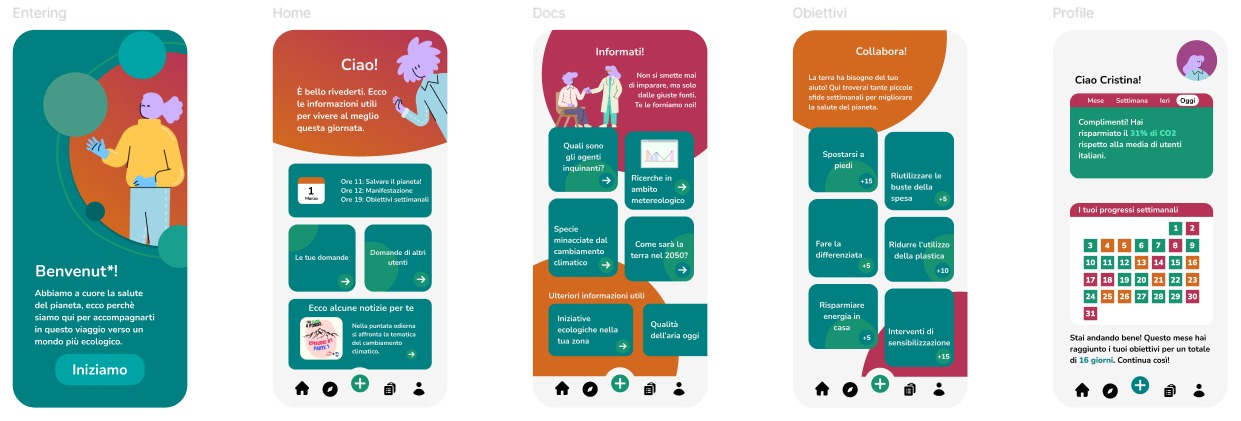 Entering
Benvenut*!
Abbiamo a cuore la salute
del pianeta, ecco perchè
siamo qui per accompagnarti
in questo viaggio verso un
mondo più ecologico.
Iniziamo
Home
Ciao!
È bello rivederti. Ecco
le informazioni utili
per vivere al meglio
questa giornata.
1
Marzo
Ore 11: Salvare il pianeta!
Ore 12: Manifestazione
Ore 19: Obiettivi settimanali
Le tue domande
Domande di altri
utenti
Ecco alcune notizie per te
EPISODIO #1
PARTE 1
Nella puntata odierna
si affronta la tematica
del cambiamento
climatico.
Docs
Informati!
Non si smette mai
di imparare, ma solo
dalle giuste fonti.
Te le forniamo noi!
Quali sono
gli agenti
inquinanti?
Ricerche in
ambito
metereologico
Specie
minacciate dal
cambiamento
climatico
Come sarà la
terra nel 2050?
Ulteriori informazioni utili
Iniziative
ecologiche nella
tua zona
Qualità
dell'aria oggi
Obiettivi
Collabora!
La terra ha bisogno del tuo
aiuto! Qui troverai tante piccole
sfide settimanali per migliorare
la salute del pianeta.
Spostarsi a
piedi
+15
Riutilizzare le
buste della
spesa
+5
Fare la
differenziata
+5
Ridurre l'utilizzo
della plastica
+10
Risparmiare
energia in
casa
+5
Interventi di
sensibilizzazione
+15
Profile
Ciao Cristina!
Mese Settimana Ieri Oggi
Complimenti! Hai
risparmiato il 31% di CO2
rispetto alla media di utenti
italiani.
I tuoi progressi settimanali
1 2
3 4 5 6 7 8 9
10 11 12 13 14 15 16
17 18 19 20 21 22 23
24 25 26 27 28 29 30
31
Stai andando bene! Questo mese hai
raggiunto i tuoi obiettivi per un totale
di 16 giorni. Continua così!